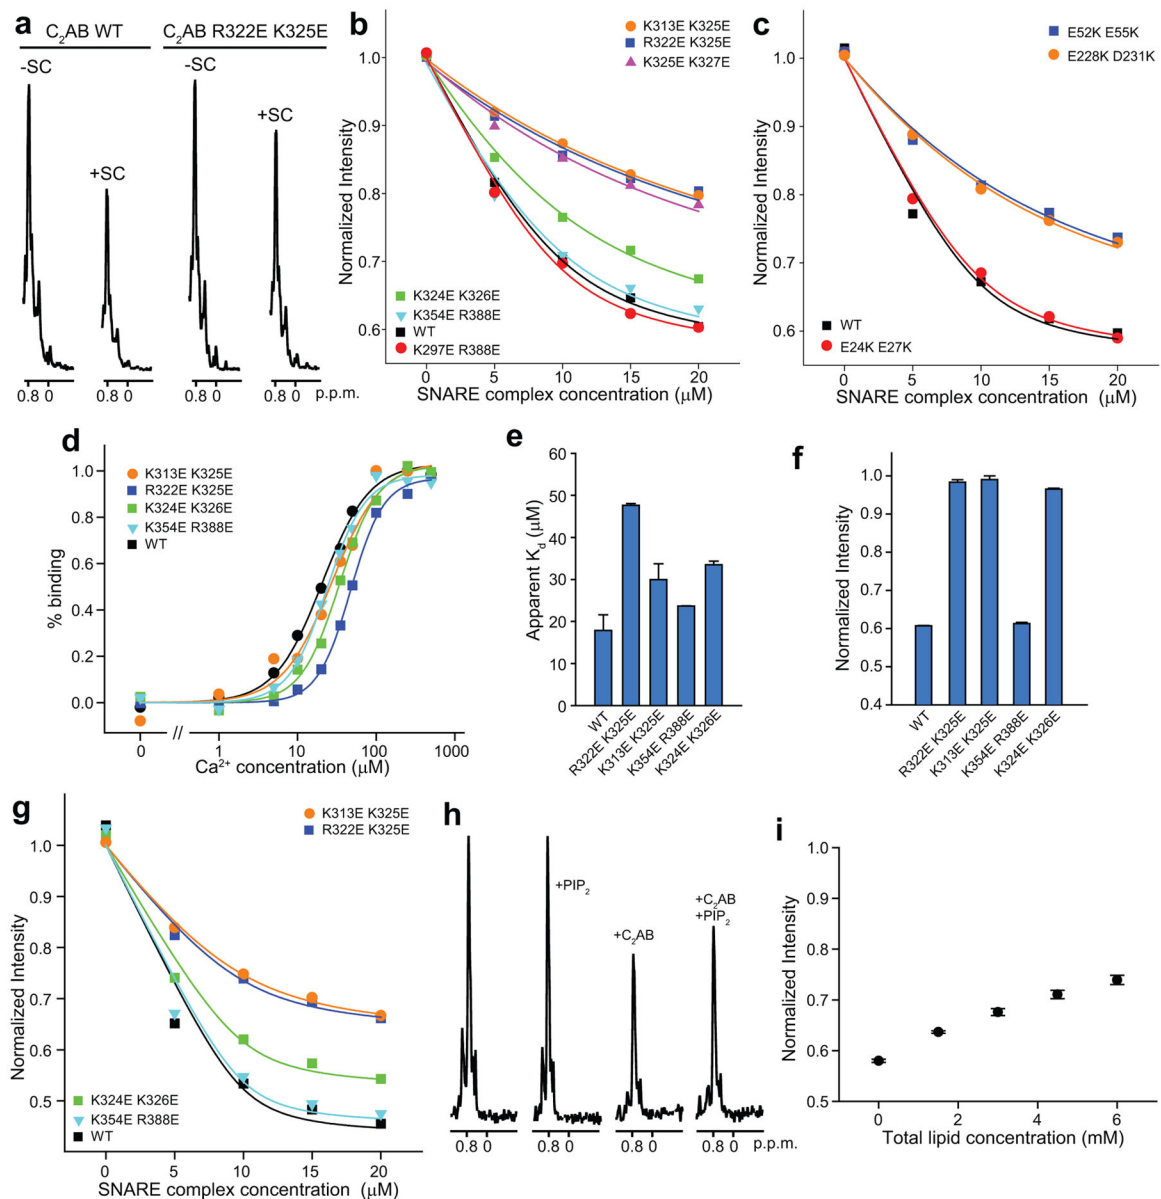 a
C2AB WT
C2AB R322E K325E
-SC
+SC
-SC
+SC
0.8 0
0.8 0
0.8 0
0.8 0
p.p.m.
b
K313E K325E
R322E K325E
K325E K327E
1.0
0.9
0.8
0.7
0.6
Normalized Intensity
K324E K326E
K354E R388E
WT
K297E R388E
0 5 10 15 20
SNARE complex concentration (μM)
c
E52K E55K
E228K D231K
1.0
0.9
0.8
0.7
0.6
Normalized Intensity
WT
E24K E27K
0 5 10 15 20
SNARE complex concentration (μM)
d
K313E K325E
R322E K325E
K324E K326E
K354E R388E
WT
1.0
0.8
0.6
0.4
0.2
0.0
% binding
0 // 1 10 100 1000
Ca2+ concentration (μM)
e
60
50
40
30
20
10
0
Apparent Kd (μM)
WT
R322E K325E
K313E K325E
K354E R388E
K324E K326E
f
1.0
0.9
0.8
0.7
0.6
0.5
0.4
Normalized Intensity
WT
R322E K325E
K313E K325E
K354E R388E
K324E K326E
g
K313E K325E
R322E K325E
1.0
0.9
0.8
0.7
0.6
0.5
Normalized Intensity
K324E K326E
K354E R388E
WT
0 5 10 15 20
SNARE complex concentration (μM)
h
+PIP2
+C2AB
+C2AB
+PIP2
0.8 0
0.8 0
0.8 0
0.8 0
p.p.m.
i
1.0
0.9
0.8
0.7
0.6
0.5
Normalized Intensity
0 2 4 6
Total lipid concentration (mM)